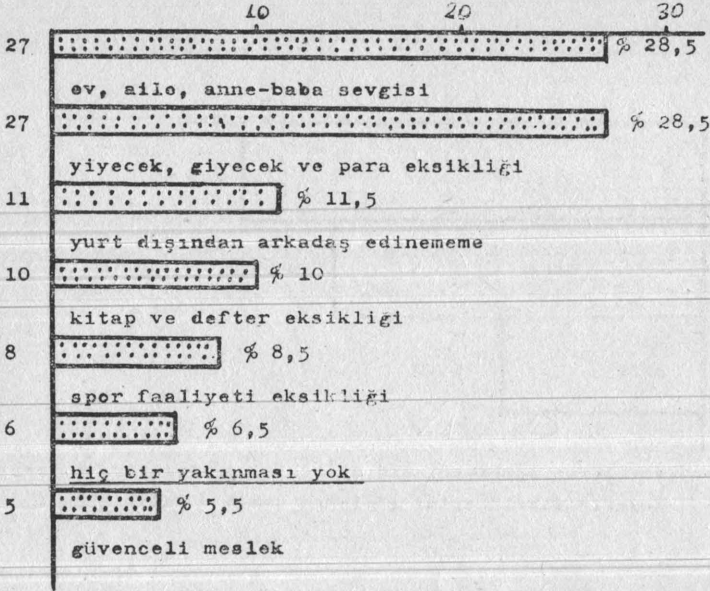 10 20 30
27 % 28,5
ev, ailo, anne-baba sevgisi
27 % 28,5
yiyecek, giyecek ve para eksikliği
11 % 11,5
yurt dışından arkadaş edinememe
10 % 10
kitap ve defter eksikliği
8 % 8,5
spor faaliyeti eksikliği
6 % 6,5
hiç bir yakınması yok
5 % 5,5
güvenceli meslek